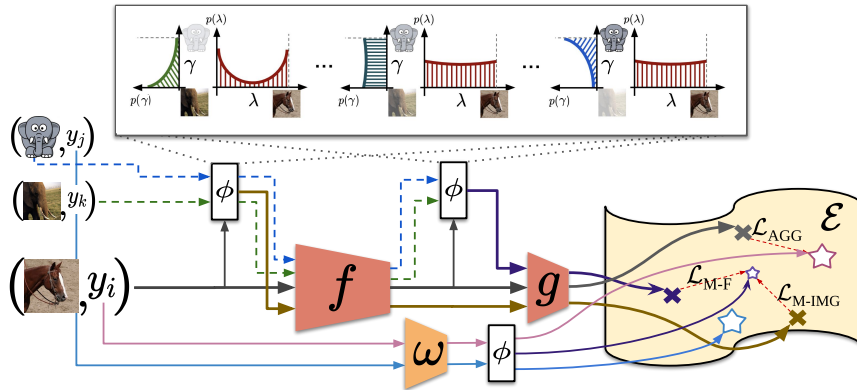 p(λ) p(λ) p(λ)
γ ... γ ... γ
p(γ) λ p(γ) λ p(γ) λ
( , y_j)
( , y_k)
( , y_i)
ϕ ϕ
f g
ω ϕ
ℰ
ℒ_AGG
ℒ_M-F
ℒ_M-IMG